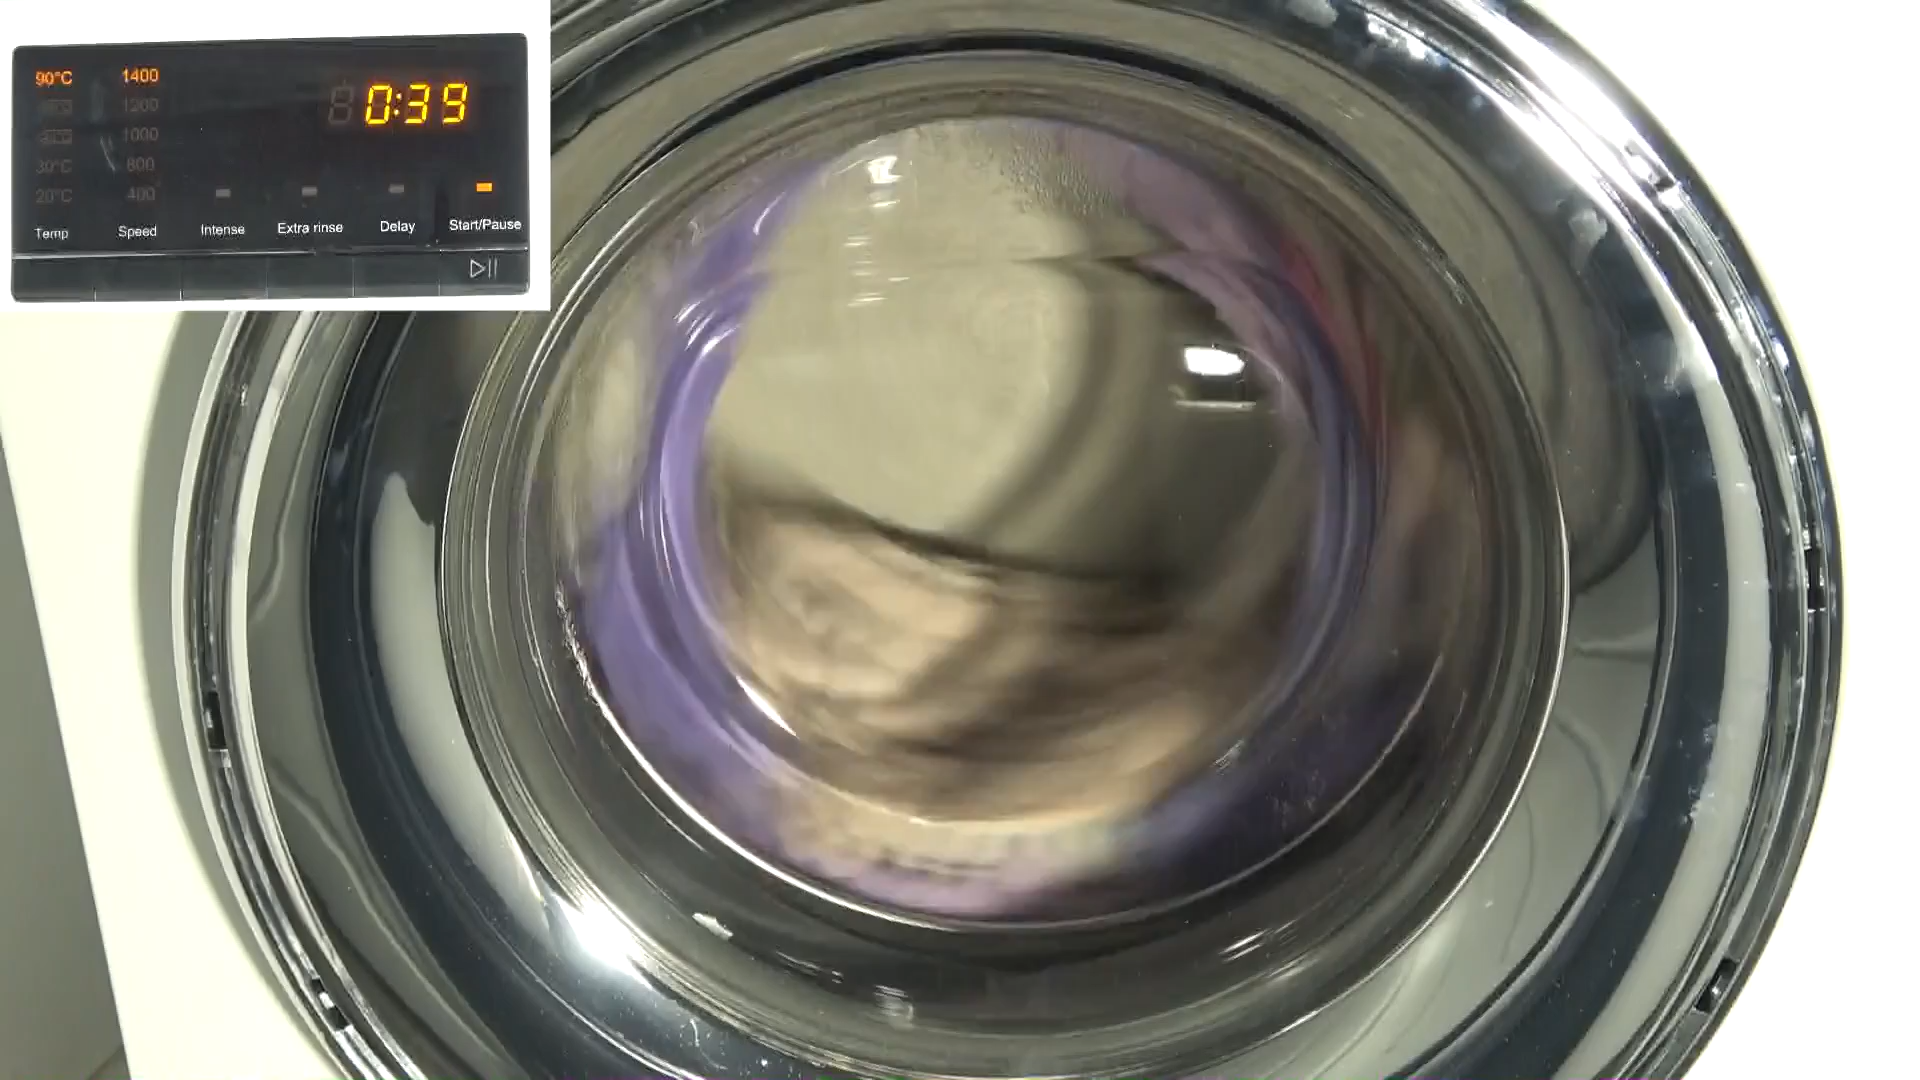 90°C 1400
0:39
1200
1000
30°C 800
20°C 400
Temp Speed Intense Extra rinse Delay Start/Pause